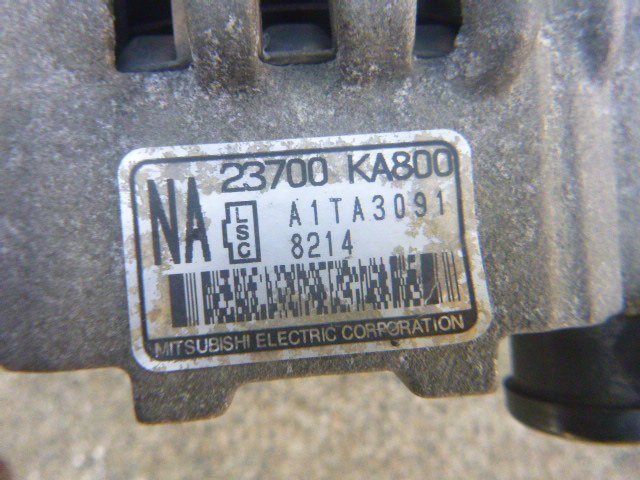 23700 KA800
NA LSC A1TA3091
8214
MITSUBISHI ELECTRIC CORPORATION